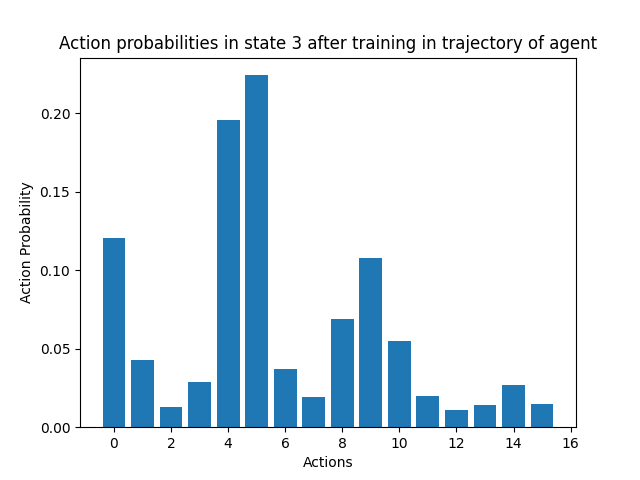 Action probabilities in state 3 after training in trajectory of agent
0.20
0.15
0.10
0.05
0.00
Action Probability
0 2 4 6 8 10 12 14 16
Actions